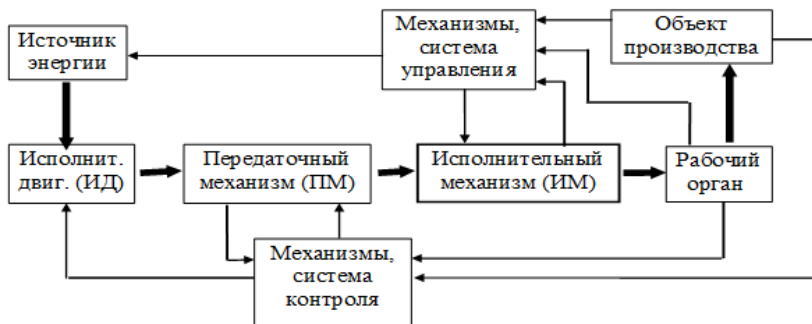 Источник
энергии
Механизмы,
система
управления
Объект
производства
Исполнит.
двиг. (ИД)
Передаточный
механизм (ПМ)
Исполнительный
механизм (ИМ)
Рабочий
орган
Механизмы,
система
контроля